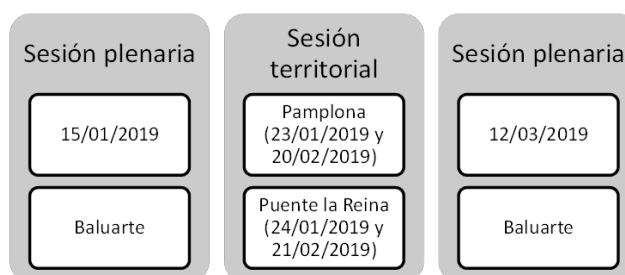 Sesión plenaria
15/01/2019
Baluarte
Sesión
territorial
Pamplona
(23/01/2019 y
20/02/2019)
Puente la Reina
(24/01/2019 y
21/02/2019)
Sesión plenaria
12/03/2019
Baluarte